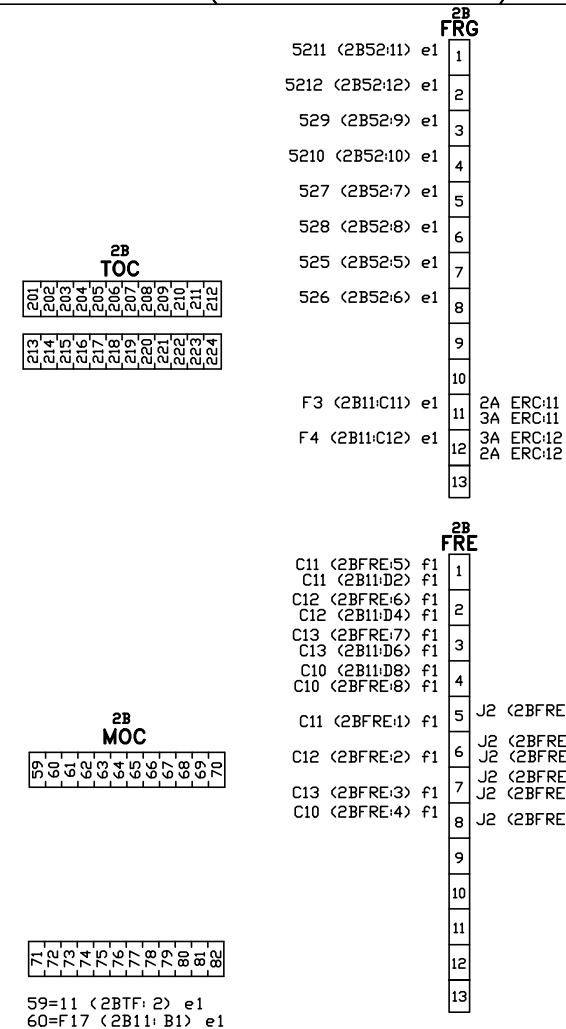 2B
FRG
5211 (2B52:11) e1 1
5212 (2B52:12) e1 2
529 (2B52:9) e1 3
5210 (2B52:10) e1 4
527 (2B52:7) e1 5
528 (2B52:8) e1 6
525 (2B52:5) e1 7
526 (2B52:6) e1 8
9
10
F3 (2B11:C11) e1 11 2A ERC:11
3A ERC:11
F4 (2B11:C12) e1 12 3A ERC:12
2A ERC:12
13
2B
TOC
201 202 203 204 205 206 207 208 209 210 211 212
213 214 215 216 217 218 219 220 221 222 223 224
2B
FRE
C11 (2BFRE:5) f1 1
C11 (2B11:D2) f1
C12 (2BFRE:6) f1 2
C12 (2B11:D4) f1
C13 (2BFRE:7) f1 3
C13 (2B11:D6) f1
C10 (2B11:D8) f1 4
C10 (2BFRE:8) f1
C11 (2BFRE:1) f1 5 J2 (2BFRE
C12 (2BFRE:2) f1 6 J2 (2BFRE
J2 (2BFRE
C13 (2BFRE:3) f1 7 J2 (2BFRE
J2 (2BFRE
C10 (2BFRE:4) f1 8 J2 (2BFRE
9
10
11
12
13
2B
MOC
59 60 61 62 63 64 65 66 67 68 69 70
71 72 73 74 75 76 77 78 79 80 81 82
59=11 (2BTF: 2) e1
60=F17 (2B11: B1) e1